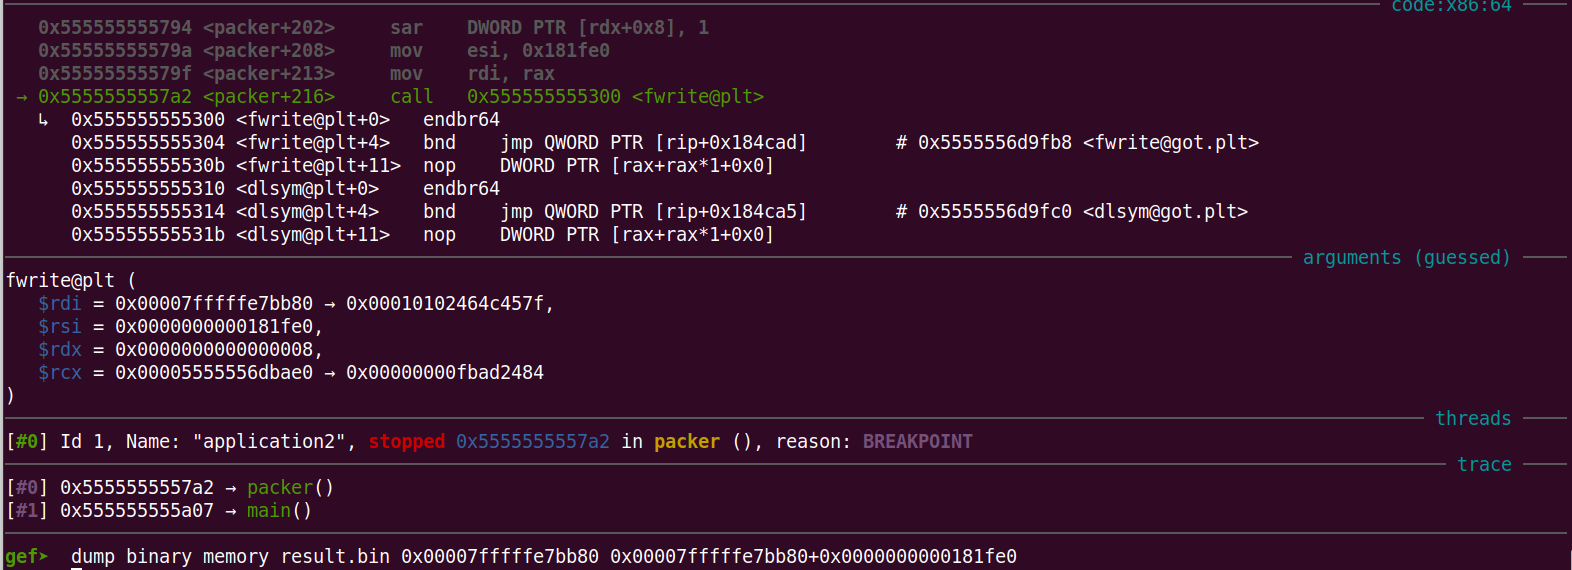 code:x86:64
0x555555555794 <packer+202> sar DWORD PTR [rdx+0x8], 1
0x55555555579a <packer+208> mov esi, 0x181fe0
0x55555555579f <packer+213> mov rdi, rax
→ 0x5555555557a2 <packer+216> call 0x555555555300 <fwrite@plt>
↳ 0x555555555300 <fwrite@plt+0> endbr64
0x555555555304 <fwrite@plt+4> bnd jmp QWORD PTR [rip+0x184cad] # 0x5555556d9fb8 <fwrite@got.plt>
0x55555555530b <fwrite@plt+11> nop DWORD PTR [rax+rax*1+0x0]
0x555555555310 <dlsym@plt+0> endbr64
0x555555555314 <dlsym@plt+4> bnd jmp QWORD PTR [rip+0x184ca5] # 0x5555556d9fc0 <dlsym@got.plt>
0x55555555531b <dlsym@plt+11> nop DWORD PTR [rax+rax*1+0x0]
arguments (guessed)
fwrite@plt (
$rdi = 0x00007fffffe7bb80 → 0x00010102464c457f,
$rsi = 0x0000000000181fe0,
$rdx = 0x0000000000000008,
$rcx = 0x00005555556dbae0 → 0x00000000fbad2484
)
threads
[#0] Id 1, Name: "application2", stopped 0x5555555557a2 in packer (), reason: BREAKPOINT
trace
[#0] 0x5555555557a2 → packer()
[#1] 0x555555555a07 → main()
gef➤ dump binary memory result.bin 0x00007fffffe7bb80 0x00007fffffe7bb80+0x0000000000181fe0